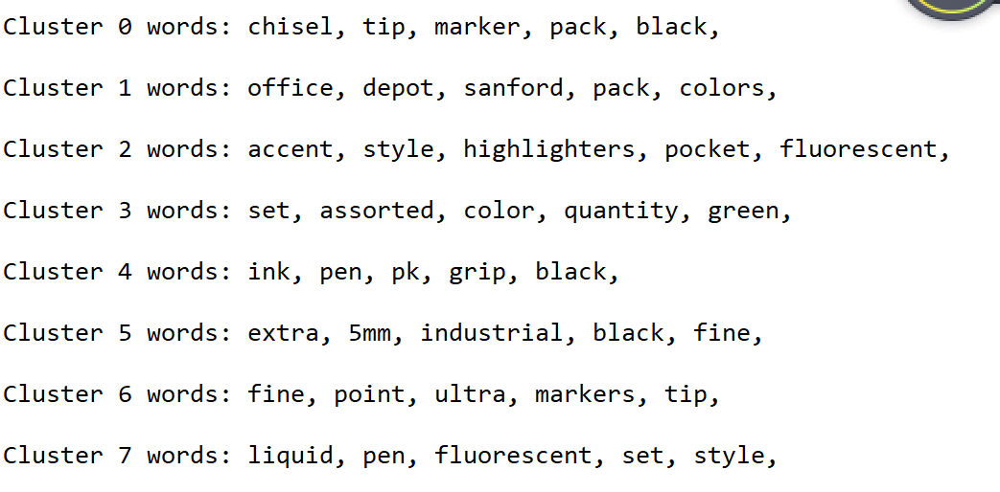 Cluster 0 words: chisel, tip, marker, pack, black,
Cluster 1 words: office, depot, sanford, pack, colors,
Cluster 2 words: accent, style, highlighters, pocket, fluorescent,
Cluster 3 words: set, assorted, color, quantity, green,
Cluster 4 words: ink, pen, pk, grip, black,
Cluster 5 words: extra, 5mm, industrial, black, fine,
Cluster 6 words: fine, point, ultra, markers, tip,
Cluster 7 words: liquid, pen, fluorescent, set, style,